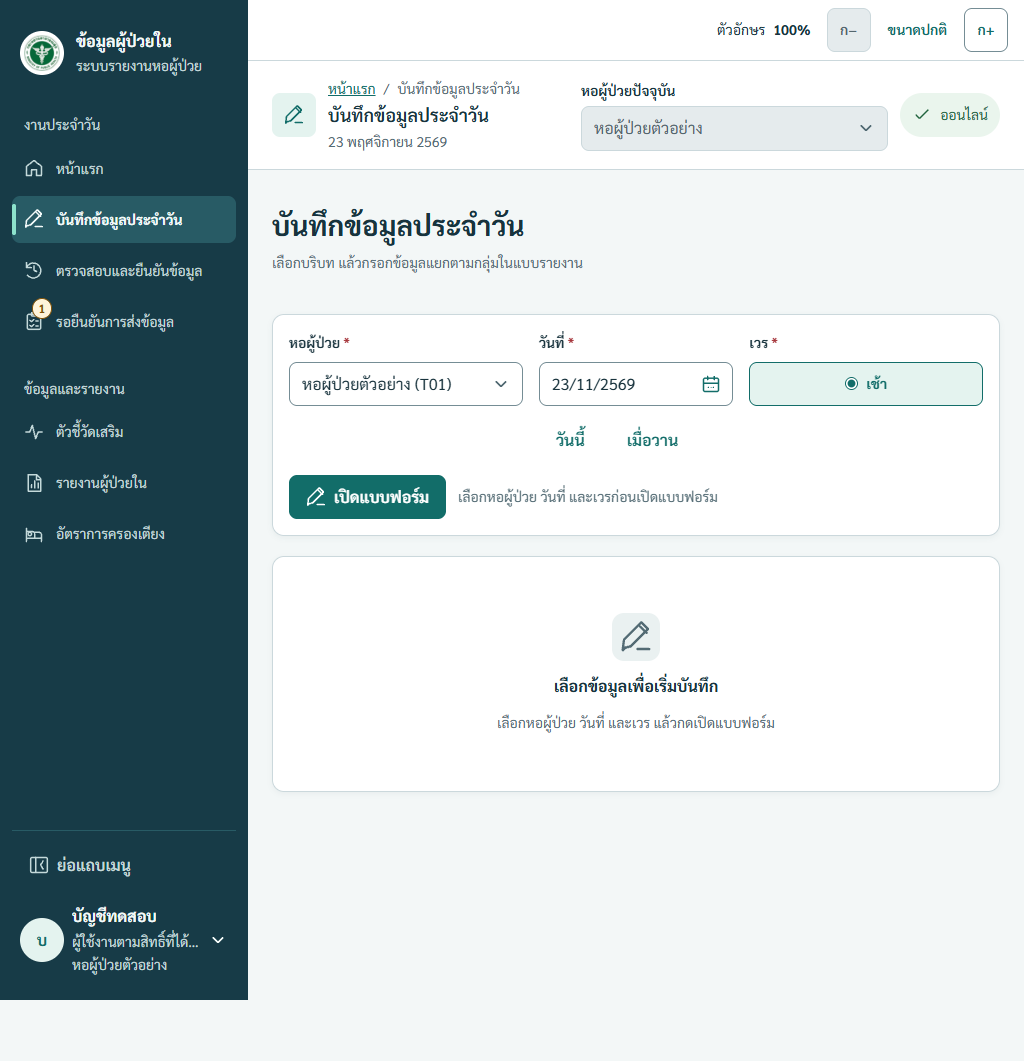 ข้อมูลผู้ป่วยใน
ระบบรายงานหอผู้ป่วย
งานประจำวัน
หน้าแรก
บันทึกข้อมูลประจำวัน
ตรวจสอบและยืนยันข้อมูล
1
รอยืนยันการส่งข้อมูล
ข้อมูลและรายงาน
ตัวชี้วัดเสริม
รายงานผู้ป่วยใน
อัตราการครองเตียง
ย่อแถบเมนู
บ
บัญชีทดสอบ
ผู้ใช้งานตามสิทธิ์ที่ได้...
หอผู้ป่วยตัวอย่าง
ตัวอักษร 100% ก− ขนาดปกติ ก+
หน้าแรก / บันทึกข้อมูลประจำวัน
บันทึกข้อมูลประจำวัน
23 พฤศจิกายน 2569
หอผู้ป่วยปัจจุบัน
หอผู้ป่วยตัวอย่าง
ออนไลน์
บันทึกข้อมูลประจำวัน
เลือกบริบท แล้วกรอกข้อมูลแยกตามกลุ่มในแบบรายงาน
หอผู้ป่วย * วันที่ * เวร *
หอผู้ป่วยตัวอย่าง (T01) 23/11/2569 เช้า
วันนี้ เมื่อวาน
เปิดแบบฟอร์ม เลือกหอผู้ป่วย วันที่ และเวรก่อนเปิดแบบฟอร์ม
เลือกข้อมูลเพื่อเริ่มบันทึก
เลือกหอผู้ป่วย วันที่ และเวร แล้วกดเปิดแบบฟอร์ม